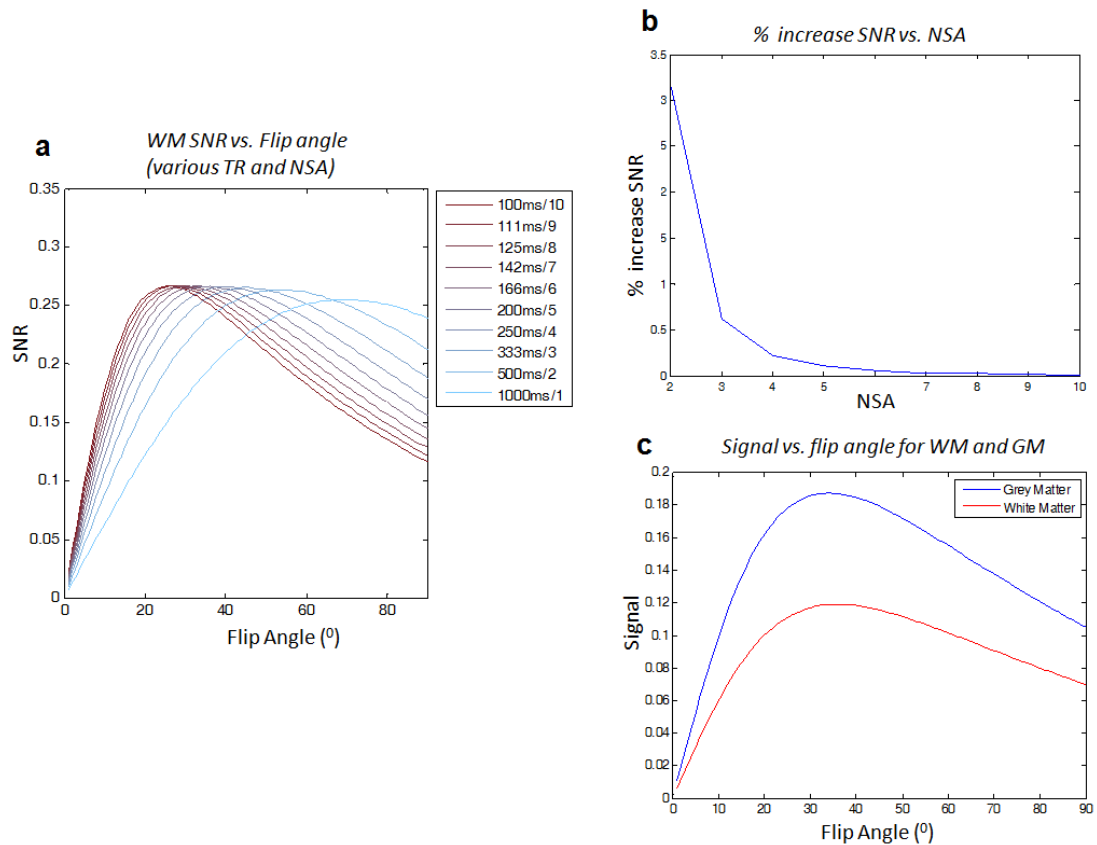 a
WM SNR vs. Flip angle
(various TR and NSA)
0.35
0.3
0.25
0.2
0.15
0.1
0.05
0
SNR
0
20
40
60
80
Flip Angle (⁰)
100ms/10
111ms/9
125ms/8
142ms/7
166ms/6
200ms/5
250ms/4
333ms/3
500ms/2
1000ms/1
b
% increase SNR vs. NSA
3.5
3
5
2
5
1
0.5
0
% increase SNR
2
3
4
5
6
7
8
9
10
NSA
c
Signal vs. flip angle for WM and GM
0.2
0.18
0.16
0.14
0.12
0.1
0.08
0.06
0.04
0.02
0
Signal
Grey Matter
White Matter
0
10
20
30
40
50
60
70
80
90
Flip Angle (⁰)